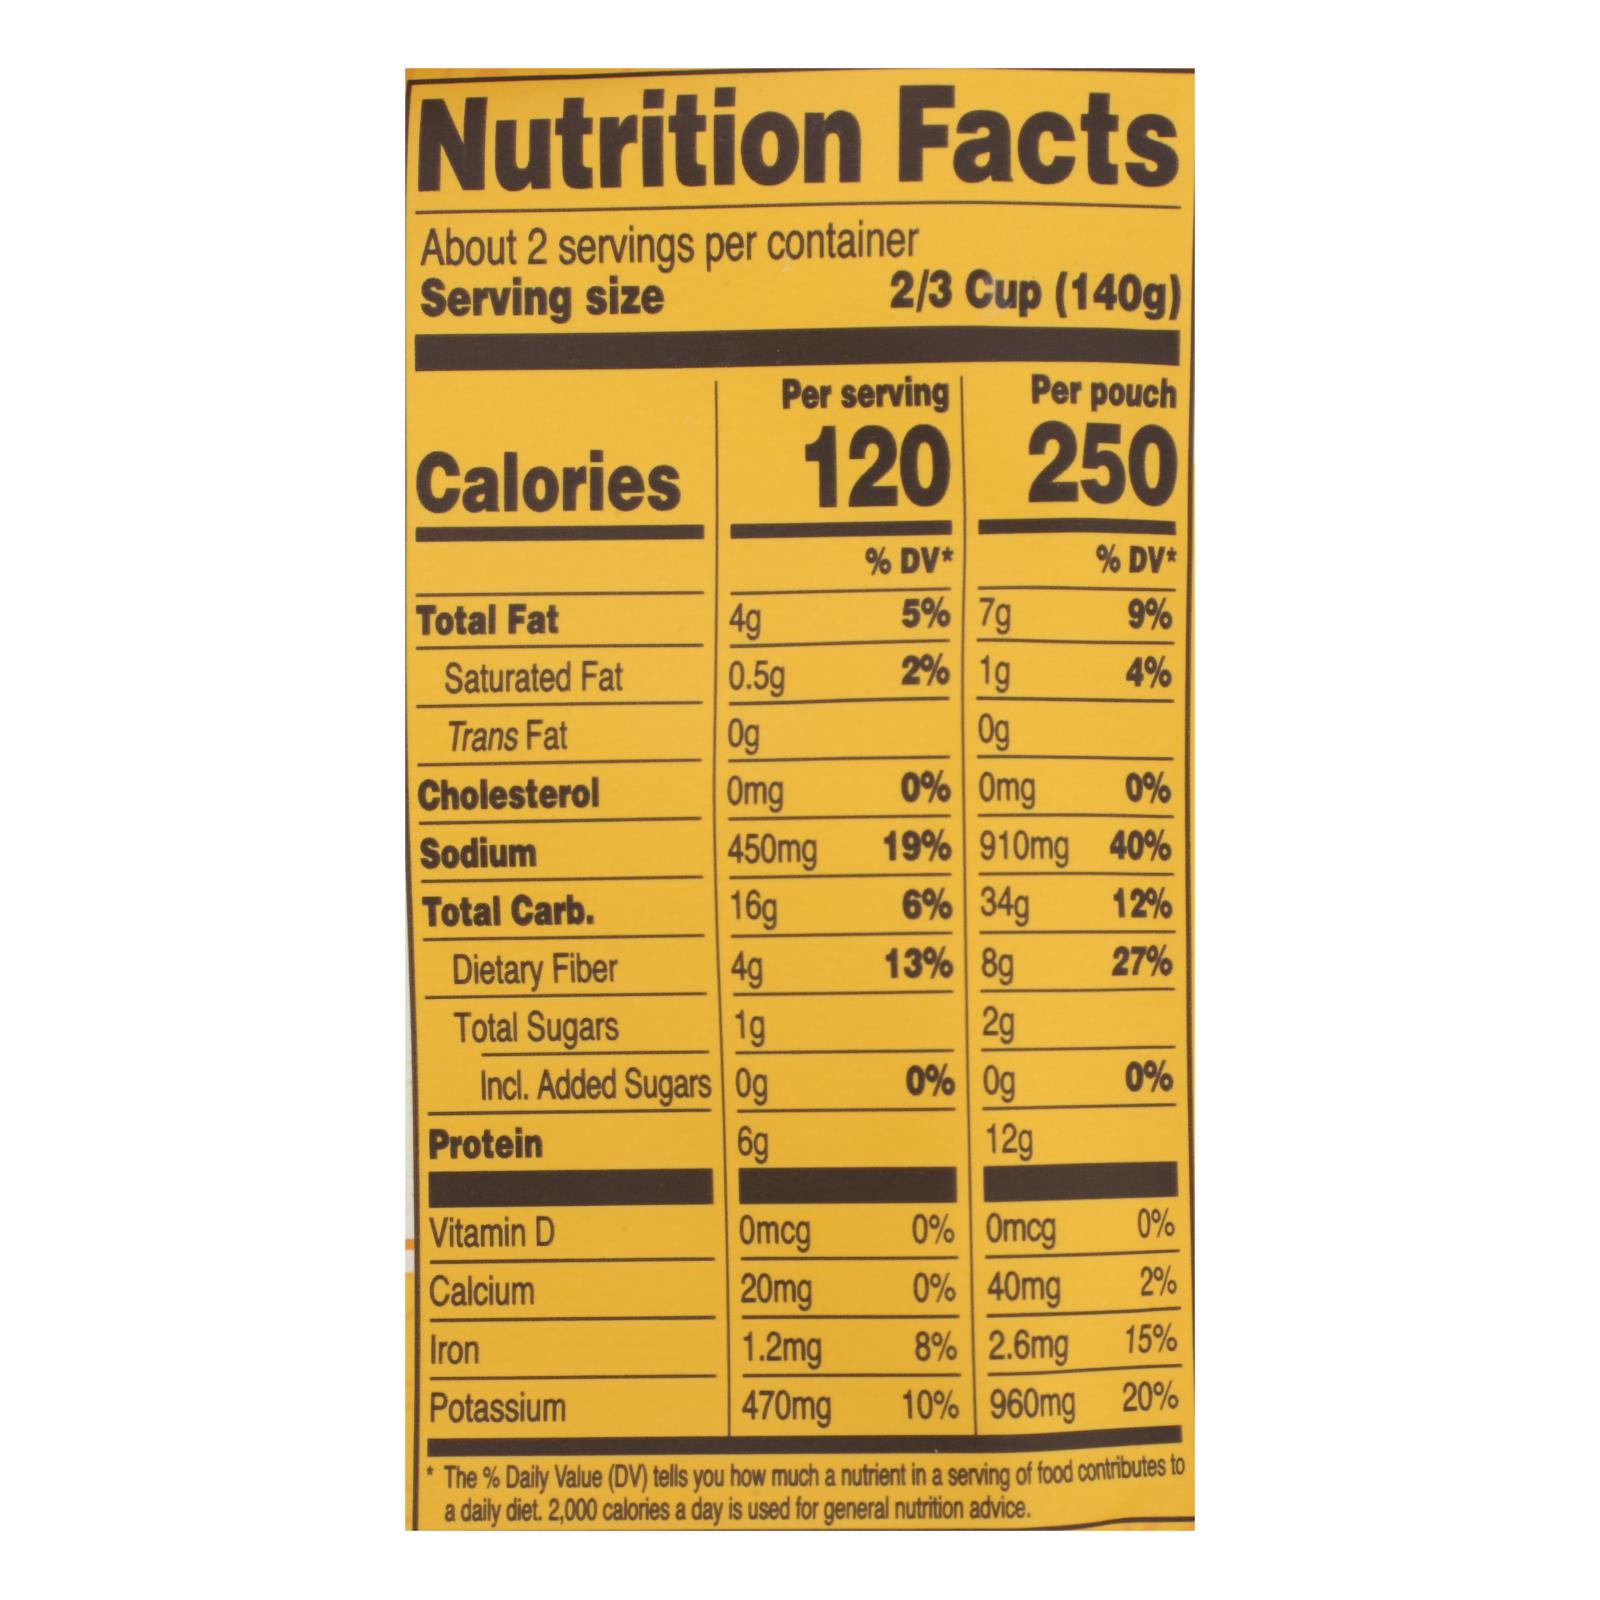 Nutrition Facts
About 2 servings per container
Serving size 2/3 Cup (140g)
Per serving Per pouch
Calories 120 250
% DV* % DV*
Total Fat 4g 5% 7g 9%
Saturated Fat 0.5g 2% 1g 4%
Trans Fat 0g 0g
Cholesterol 0mg 0% 0mg 0%
Sodium 450mg 19% 910mg 40%
Total Carb. 16g 6% 34g 12%
Dietary Fiber 4g 13% 8g 27%
Total Sugars 1g 2g
Incl. Added Sugars 0g 0% 0g 0%
Protein 6g 12g
Vitamin D 0mcg 0% 0mcg 0%
Calcium 20mg 0% 40mg 2%
Iron 1.2mg 8% 2.6mg 15%
Potassium 470mg 10% 960mg 20%
* The % Daily Value (DV) tells you how much a nutrient in a serving of food contributes to
a daily diet. 2,000 calories a day is used for general nutrition advice.